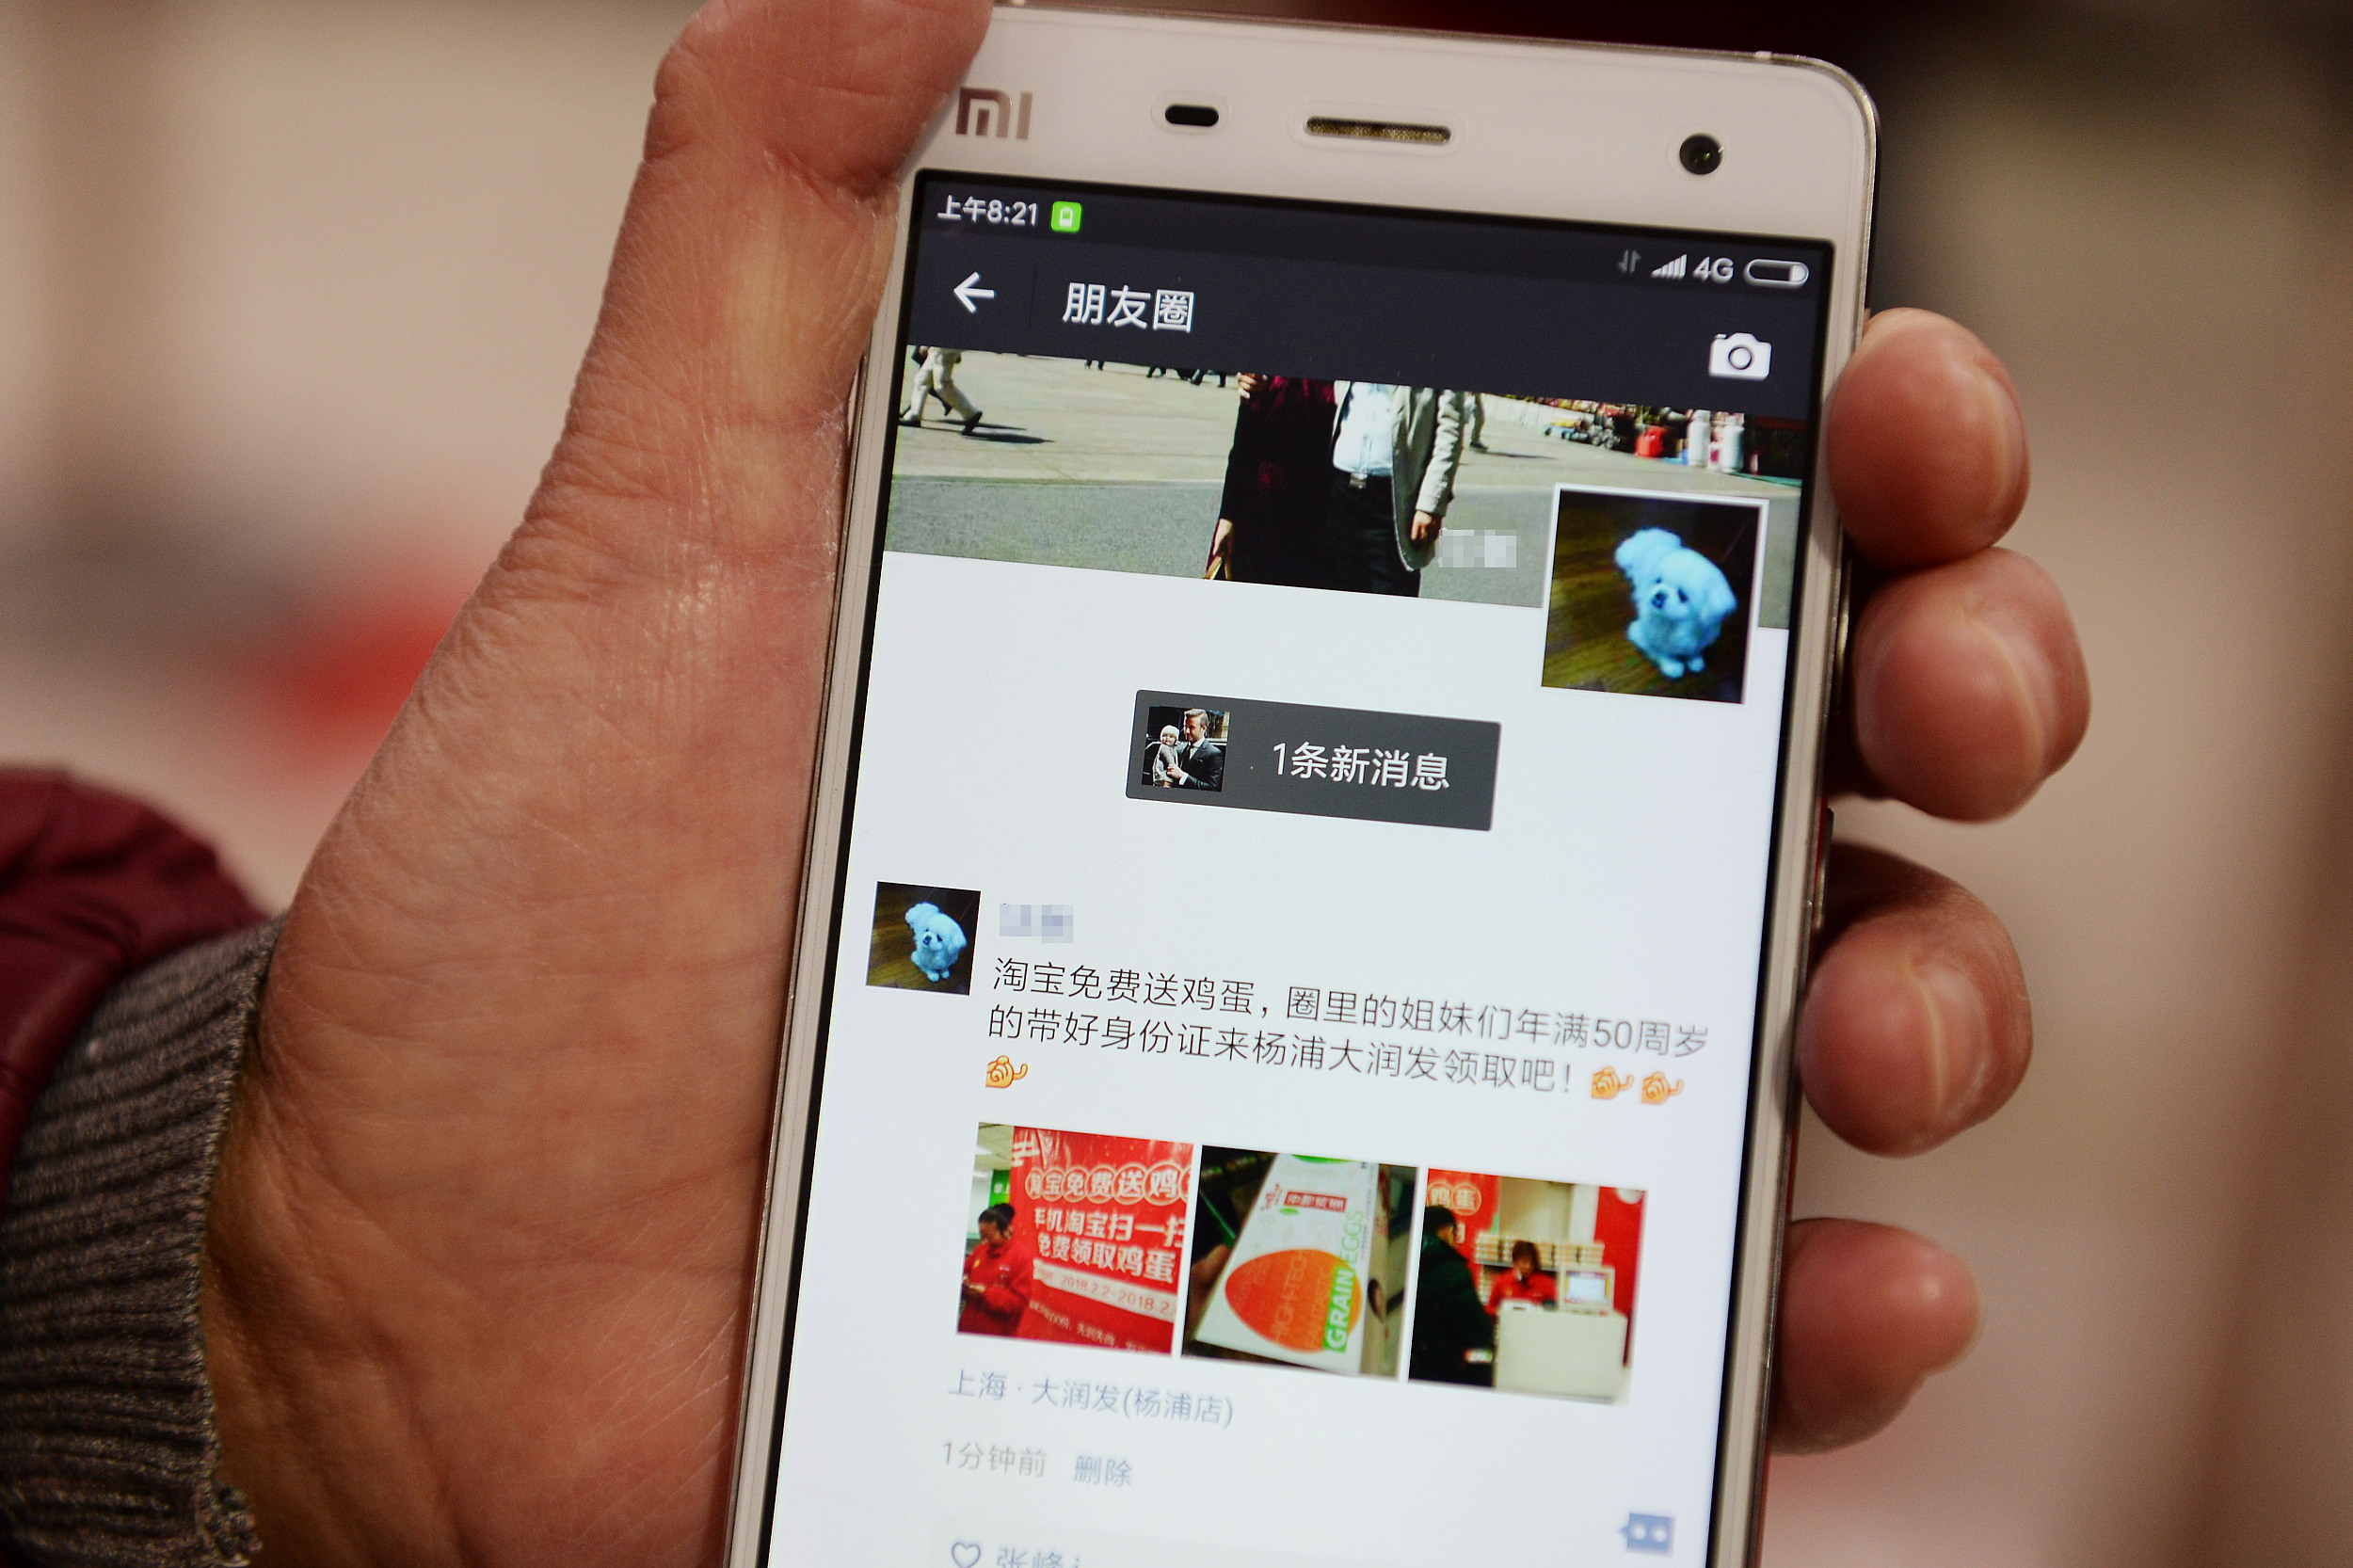 mi
上午8:21
4G
朋友圈
1条新消息
淘宝免费送鸡蛋，圈里的姐妹们年满50周岁
的带好身份证来杨浦大润发领取吧！
淘宝免费送鸡
手机淘宝扫一扫
免费领取鸡蛋
2018.2.2-2018.2.
HIGH-TECH
GRAIN EGGS
鸡蛋
上海 · 大润发(杨浦店)
1分钟前 删除